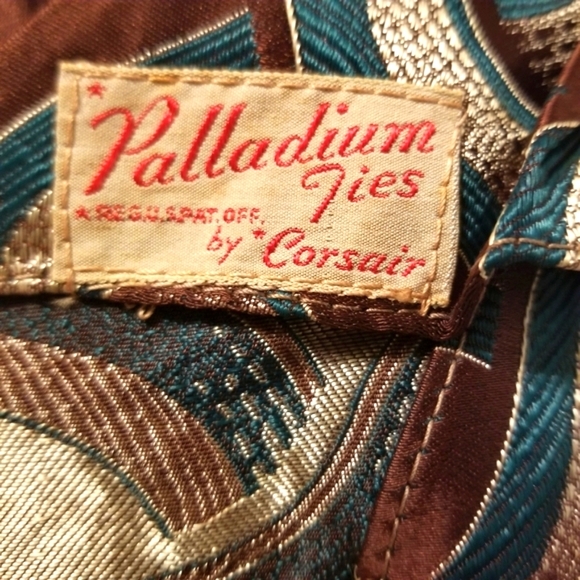 * Palladium
Ties
* REG.U.S.PAT.OFF.
by * Corsair